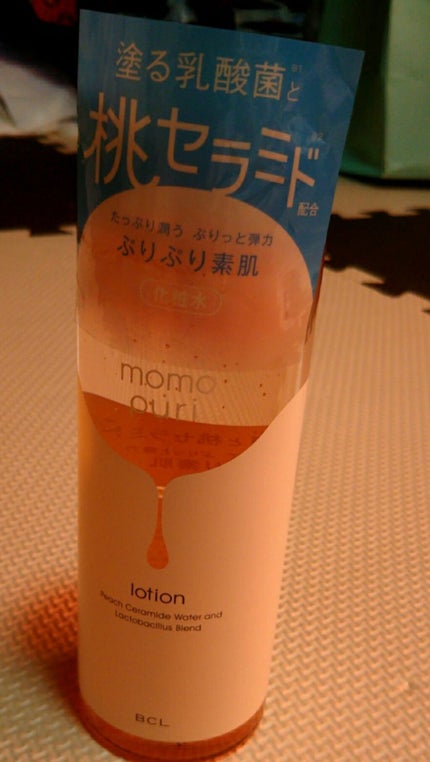 塗る乳酸菌※1と
桃セラミド※2
配合
たっぷり潤う ぷりっと弾力
ぷりぷり素肌
化粧水
momo
puri
lotion
Peach Ceramide Water and
Lactobacillus Blend
BCL